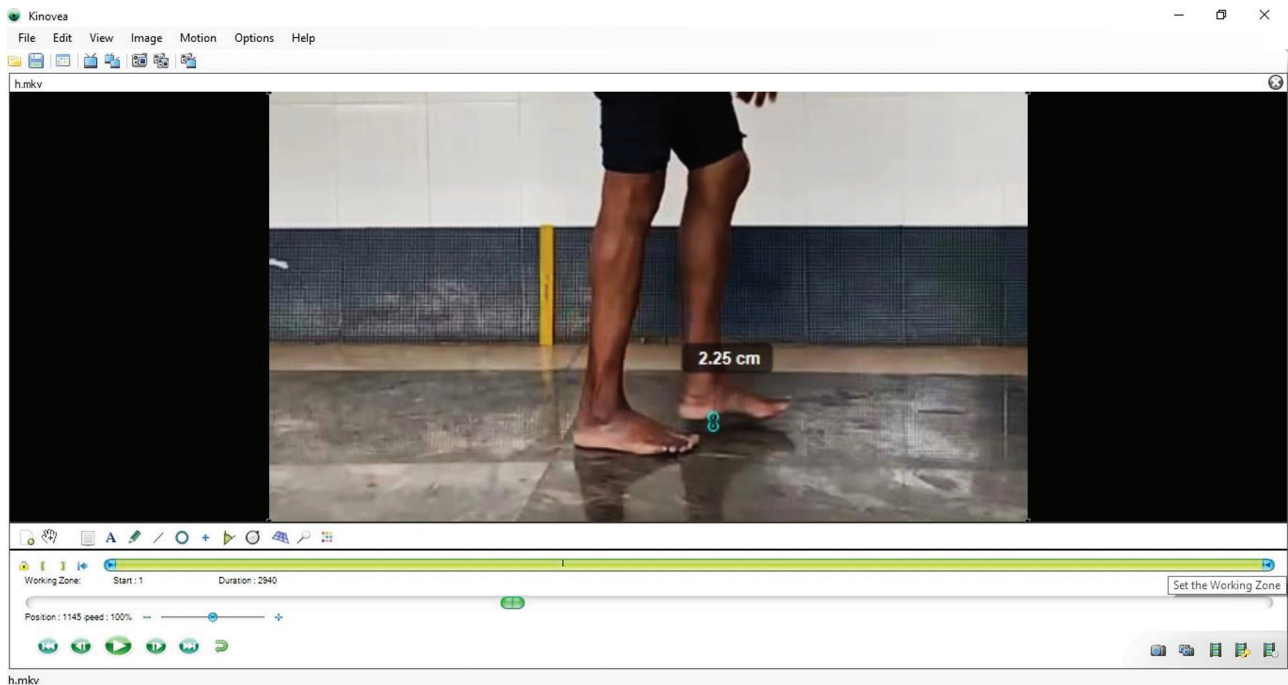 Kinovea
File Edit View Image Motion Options Help
h.mkv
2.25 cm
A
Working Zone: Start : 1 Duration : 2940
Set the Working Zone
Position : 1145 peed : 100%
h.mkv